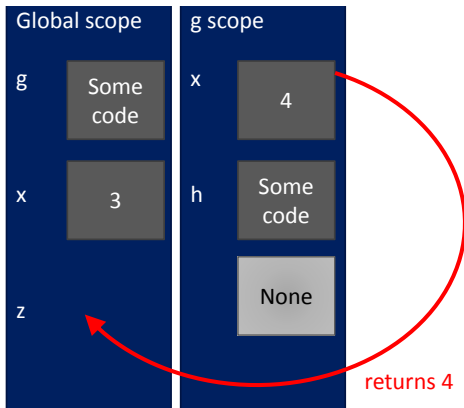 Global scope
g
Some
code
x
3
z
g scope
x
4
h
Some
code
None
returns 4